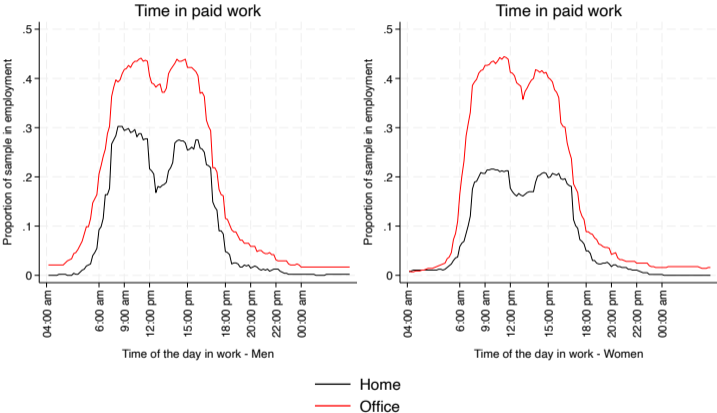 Time in paid work
Proportion of sample in employment
.5
.4
.3
.2
.1
0
04:00 am
6:00 am
9:00 am
12:00 pm
15:00 pm
18:00 pm
20:00 pm
22:00 pm
00:00 am
Time of the day in work - Men
Time in paid work
Proportion of sample in employment
.5
.4
.3
.2
.1
0
04:00 am
6:00 am
9:00 am
12:00 pm
15:00 pm
18:00 pm
20:00 pm
22:00 pm
00:00 am
Time of the day in work - Women
Home
Office